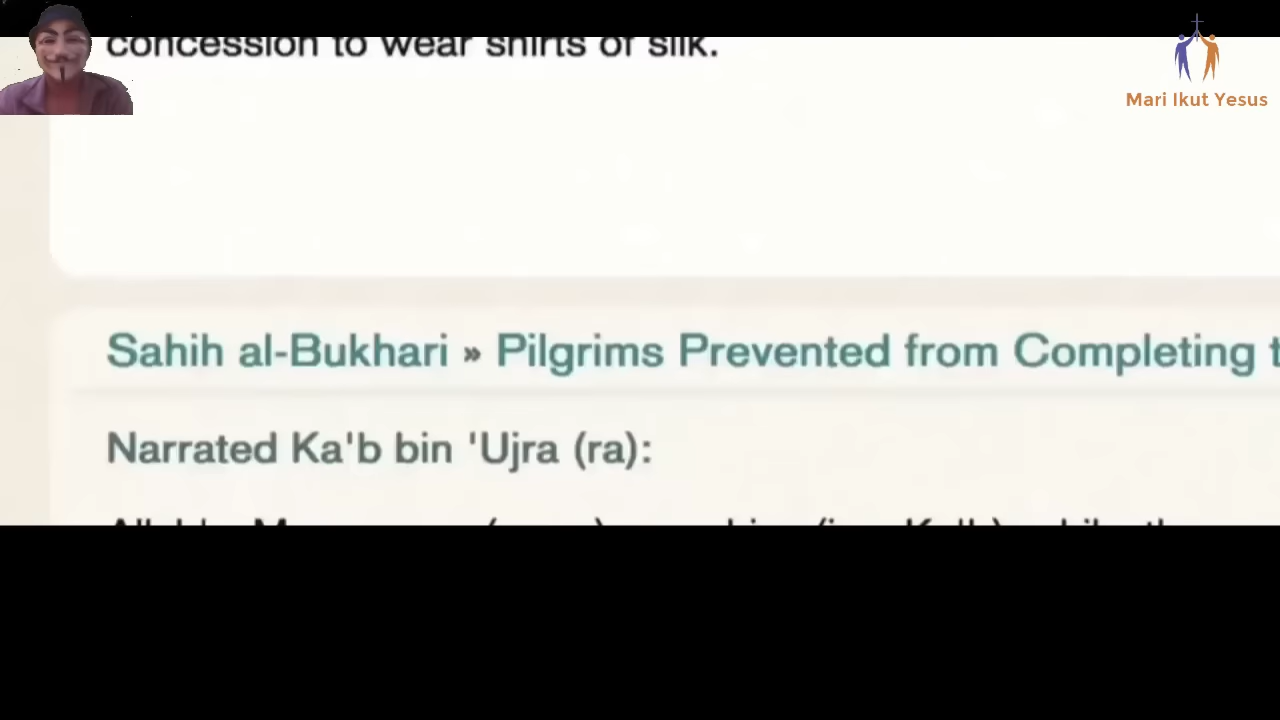 concession to wear shirts of silk.
Mari Ikut Yesus
Sahih al-Bukhari » Pilgrims Prevented from Completing t
Narrated Ka'b bin 'Ujra (ra):